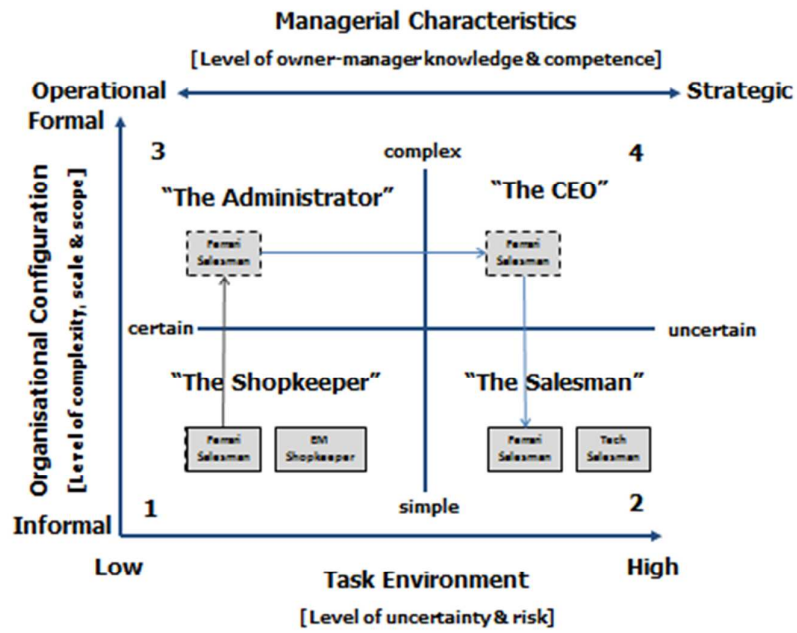 Managerial Characteristics
[Level of owner-manager knowledge & competence]
Operational
Strategic
Formal
3
complex
4
"The Administrator"
"The CEO"
Ferrari
Salesman
Ferrari
Salesman
Organisational Configuration
[Level of complexity, scale & scope]
certain
uncertain
"The Shopkeeper"
"The Salesman"
Ferrari
Salesman
EM
Shopkeeper
Ferrari
Salesman
Tech
Salesman
1
simple
2
Informal
Low
High
Task Environment
[Level of uncertainty & risk]